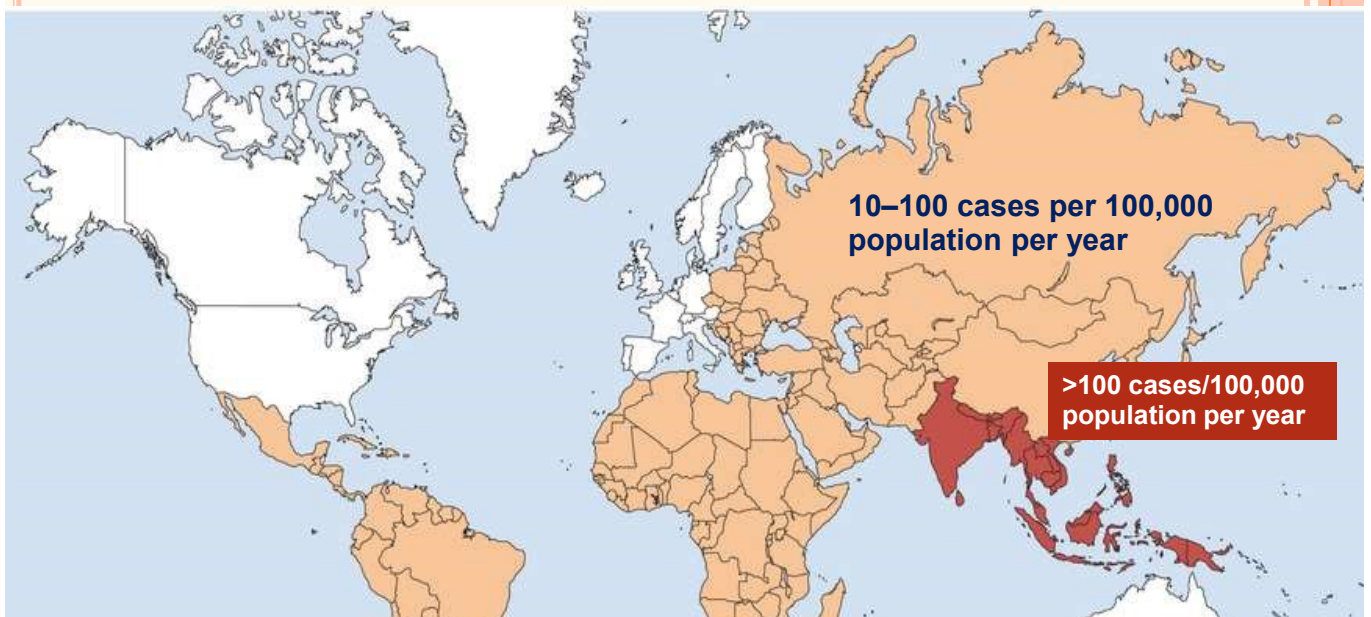 10–100 cases per 100,000
population per year
>100 cases/100,000
population per year